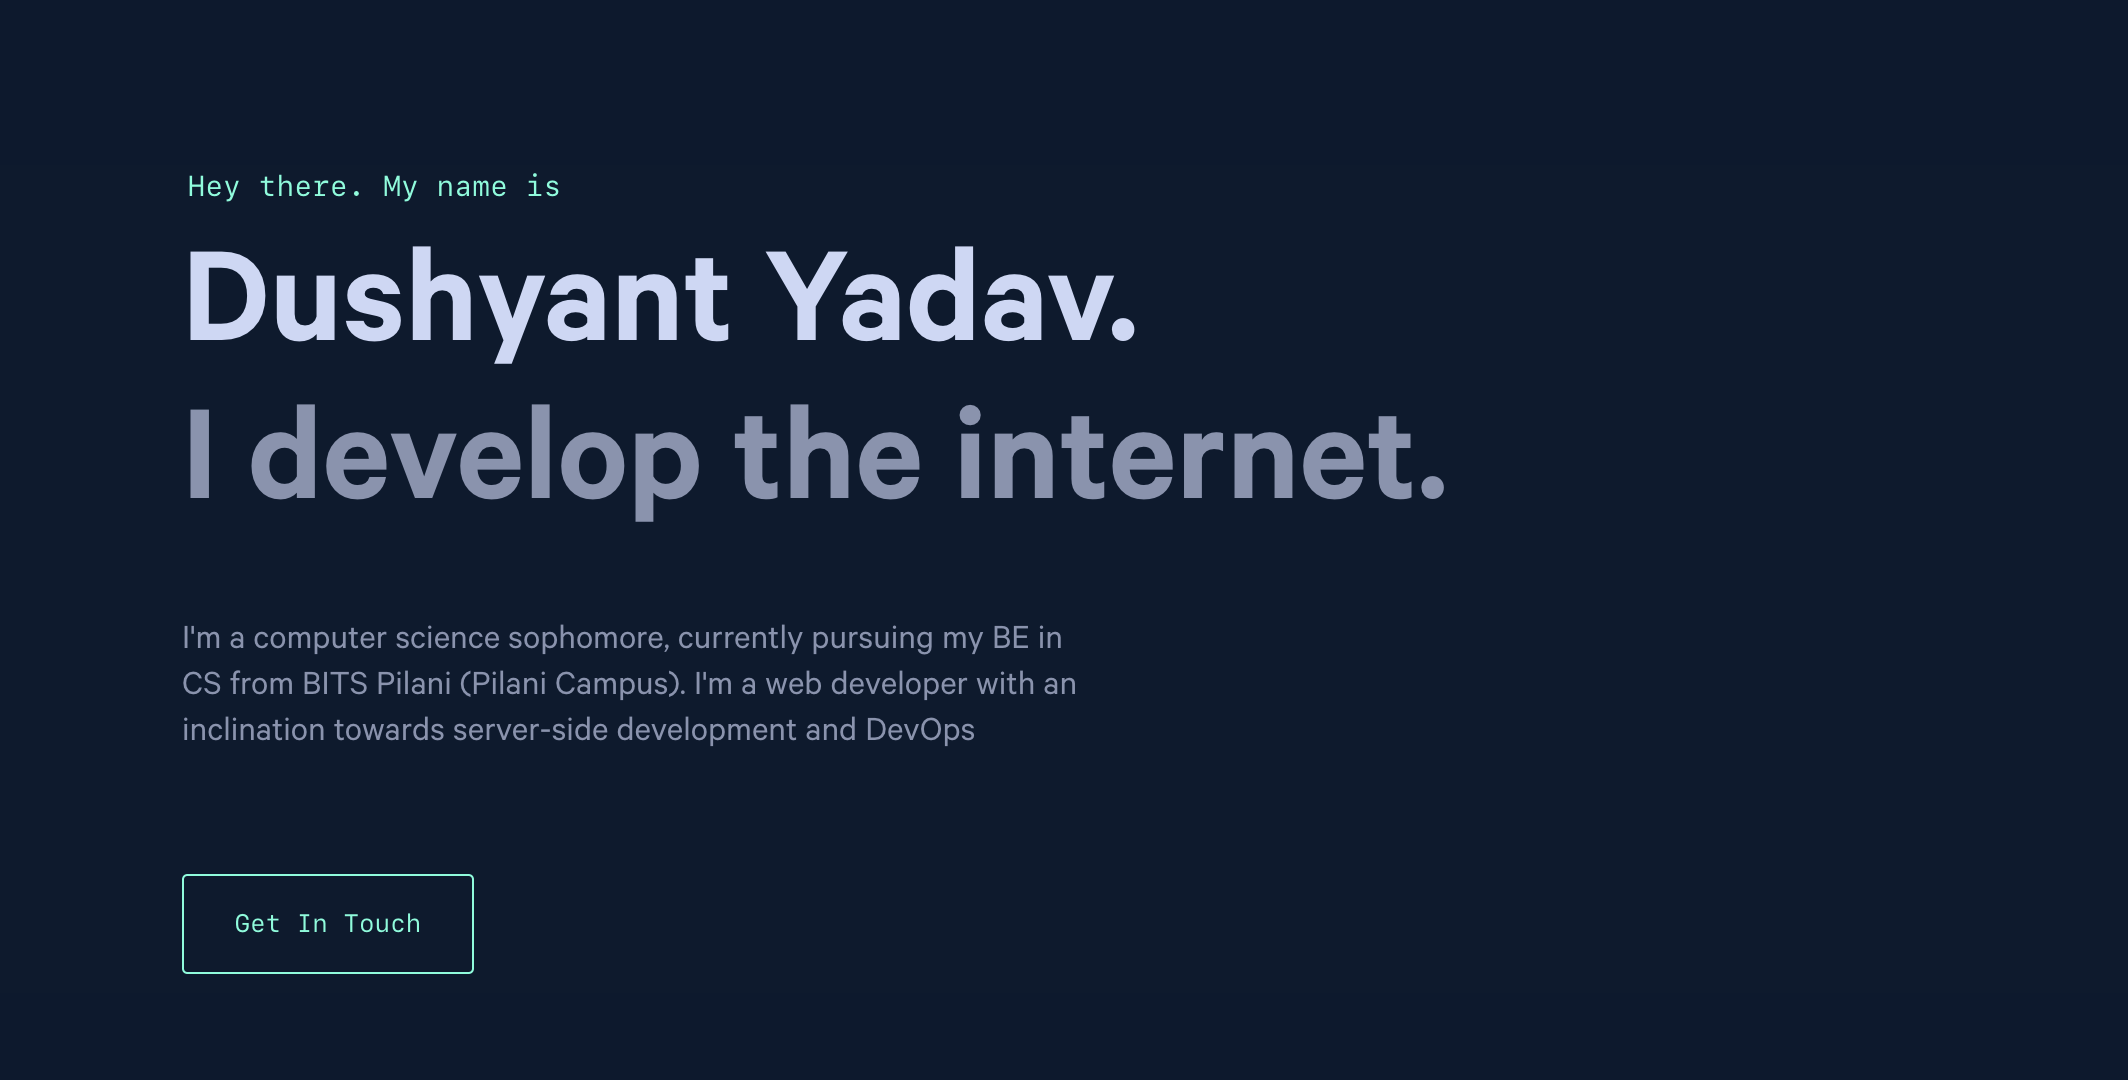 Hey there. My name is
Dushyant Yadav.
I develop the internet.
I'm a computer science sophomore, currently pursuing my BE in
CS from BITS Pilani (Pilani Campus). I'm a web developer with an
inclination towards server-side development and DevOps
Get In Touch